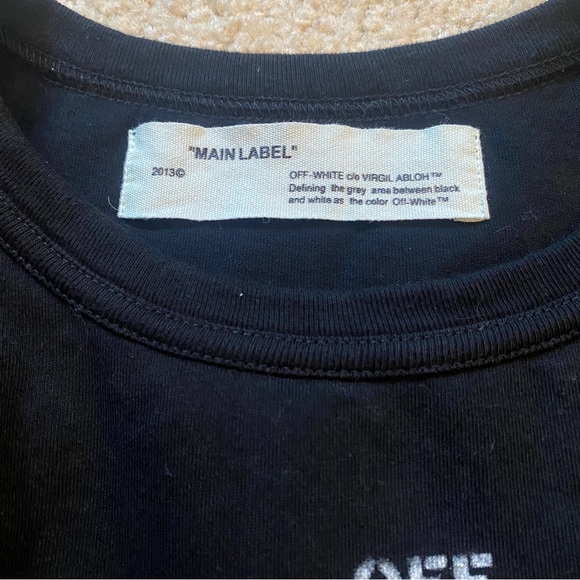 "MAIN LABEL"
2013© OFF-WHITE c/o VIRGIL ABLOH™
Defining the grey area between black
and white as the color Off-White™
OFF